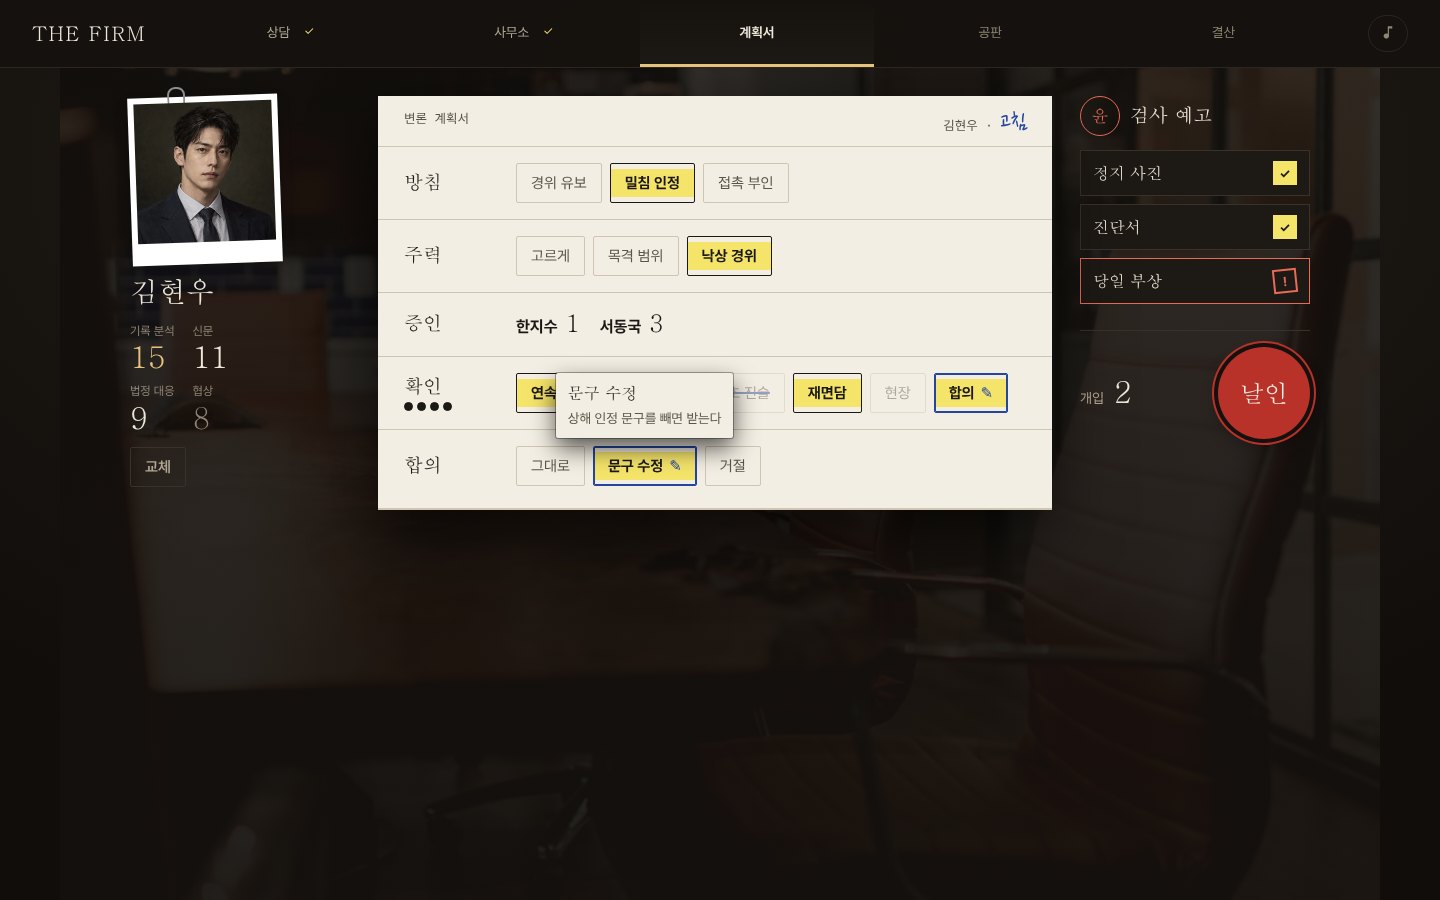 THE FIRM
상담
사무소
계획서
공판
결산
변론 계획서
김현우 · 고침
방침
경위 유보
밀침 인정
접촉 부인
주력
고르게
목격 범위
낙상 경위
증인
한지수 1
서동국 3
확인
연속
진술
재면담
현장
합의 ✎
문구 수정
상해 인정 문구를 빼면 받는다
합의
그대로
문구 수정 ✎
거절
김현우
기록 분석 신문
15 11
법정 대응 협상
9 8
교체
윤 검사 예고
정지 사진
진단서
당일 부상 !
개입 2
날인